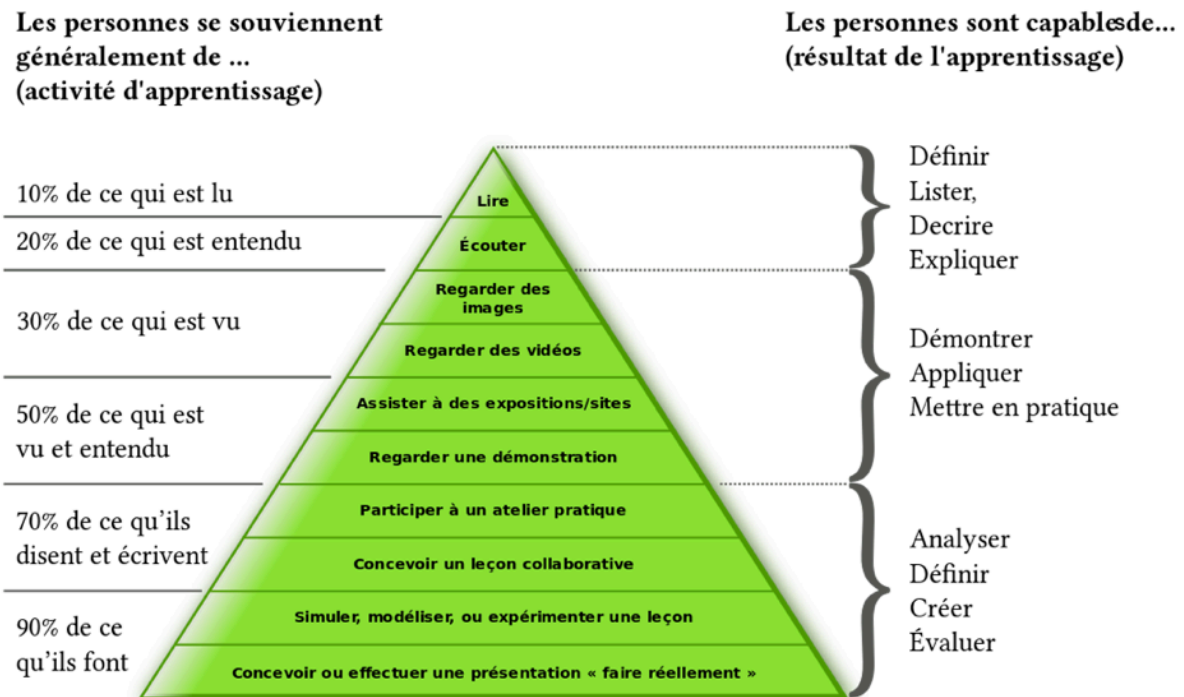 Les personnes se souviennent
généralement de ...
(activité d'apprentissage)
Les personnes sont capablesde...
(résultat de l'apprentissage)
10% de ce qui est lu
20% de ce qui est entendu
30% de ce qui est vu
50% de ce qui est
vu et entendu
70% de ce qu’ils
disent et écrivent
90% de ce
qu'ils font
Lire
Écouter
Regarder des
images
Regarder des vidéos
Assister à des expositions/sites
Regarder une démonstration
Participer à un atelier pratique
Concevoir un leçon collaborative
Simuler, modéliser, ou expérimenter une leçon
Concevoir ou effectuer une présentation « faire réellement »
Définir
Lister,
Decrire
Expliquer
Démontrer
Appliquer
Mettre en pratique
Analyser
Définir
Créer
Évaluer